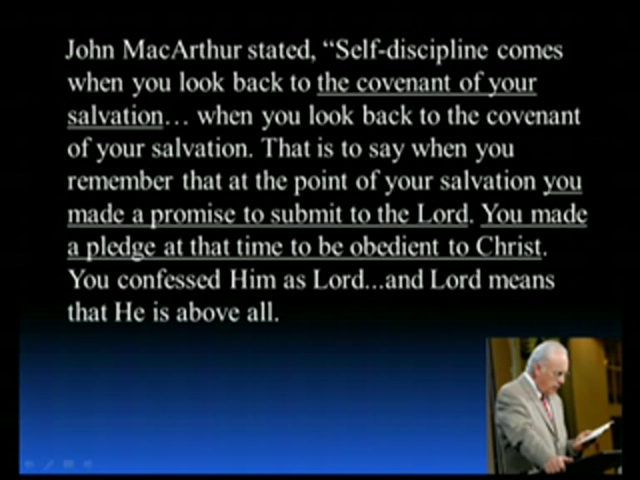 John MacArthur stated, “Self-discipline comes
when you look back to the covenant of your
salvation… when you look back to the covenant
of your salvation. That is to say when you
remember that at the point of your salvation you
made a promise to submit to the Lord. You made
a pledge at that time to be obedient to Christ.
You confessed Him as Lord...and Lord means
that He is above all.